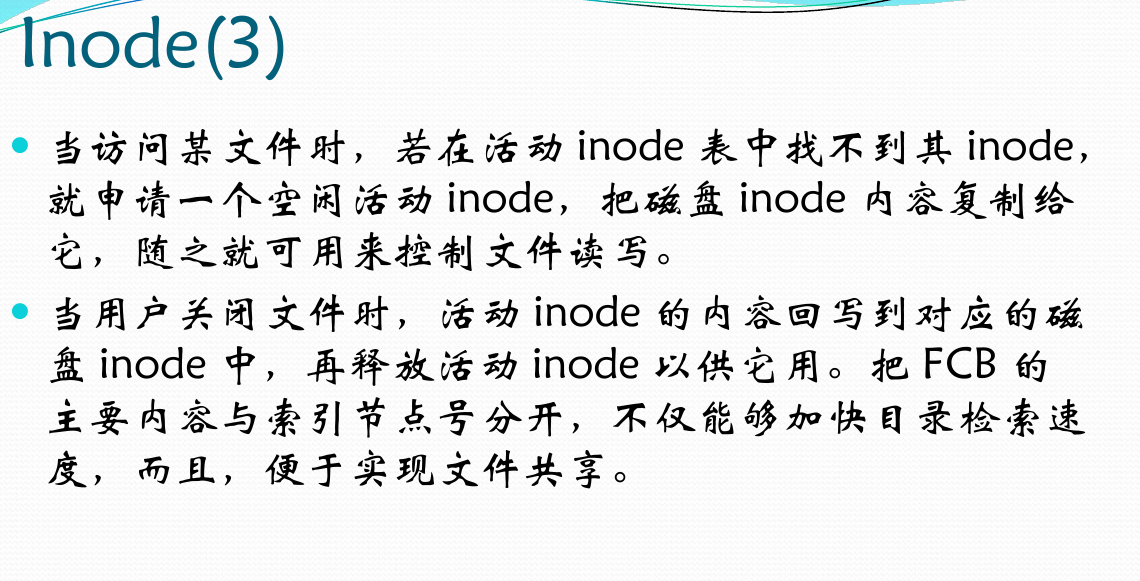 Inode(3)
当访问某文件时，若在活动 inode 表中找不到其 inode，
就申请一个空闲活动 inode，把磁盘 inode 内容复制给
它，随之就可用来控制文件读写。
当用户关闭文件时，活动 inode 的内容回写到对应的磁
盘 inode 中，再释放活动 inode 以供它用。把 FCB 的
主要内容与索引节点号分开，不仅能够加快目录检索速
度，而且，便于实现文件共享。